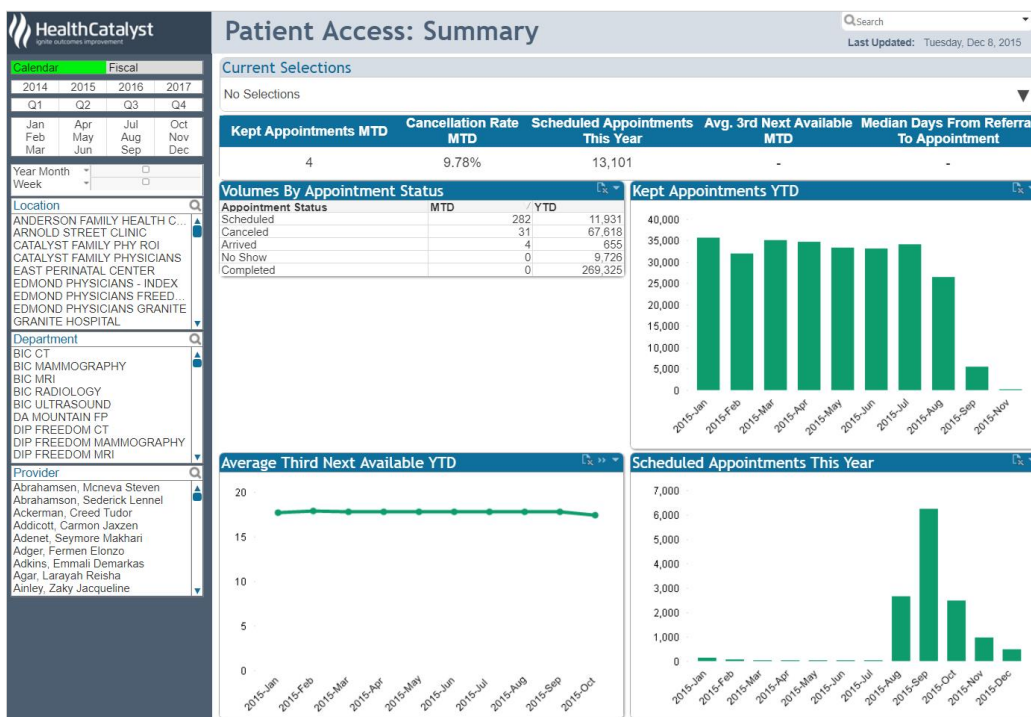 HealthCatalyst
ignite outcomes improvement
Patient Access: Summary
Search
Last Updated: Tuesday, Dec 8, 2015
Calendar Fiscal
2014 2015 2016 2017
Q1 Q2 Q3 Q4
Jan Apr Jul Oct
Feb May Aug Nov
Mar Jun Sep Dec
Year Month
Week
Location
ANDERSON FAMILY HEALTH C...
ARNOLD STREET CLINIC
CATALYST FAMILY PHY ROI
CATALYST FAMILY PHYSICIANS
EAST PERINATAL CENTER
EDMOND PHYSICIANS - INDEX
EDMOND PHYSICIANS FREED...
EDMOND PHYSICIANS GRANITE
GRANITE HOSPITAL
Department
BIC CT
BIC MAMMOGRAPHY
BIC MRI
BIC RADIOLOGY
BIC ULTRASOUND
DA MOUNTAIN FP
DIP FREEDOM CT
DIP FREEDOM MAMMOGRAPHY
DIP FREEDOM MRI
Provider
Abrahamsen, Mcneva Steven
Abrahamson, Sederick Lennel
Ackerman, Creed Tudor
Addicott, Carmon Jaxzen
Adenet, Seymore Makhari
Adger, Fermen Elonzo
Adkins, Emmali Demarkas
Agar, Larayah Reisha
Ainley, Zaky Jacqueline
Current Selections
No Selections
Kept Appointments MTD
Cancellation Rate
MTD
Scheduled Appointments
This Year
Avg. 3rd Next Available
MTD
Median Days From Referra
To Appointment
4 9.78% 13,101 - -
Volumes By Appointment Status
Appointment Status MTD / YTD
Scheduled 282 11,931
Canceled 31 67,618
Arrived 4 655
No Show 0 9,726
Completed 0 269,325
Kept Appointments YTD
40,000
35,000
30,000
25,000
20,000
15,000
10,000
5,000
0
2015-Jan
2015-Feb
2015-Mar
2015-Apr
2015-May
2015-Jun
2015-Jul
2015-Aug
2015-Sep
2015-Nov
Average Third Next Available YTD
20
15
10
5
0
2015-Jan
2015-Feb
2015-Mar
2015-Apr
2015-May
2015-Jun
2015-Jul
2015-Aug
2015-Sep
2015-Oct
Scheduled Appointments This Year
7,000
6,000
5,000
4,000
3,000
2,000
1,000
0
2015-Jan
2015-Feb
2015-Mar
2015-Apr
2015-May
2015-Jun
2015-Jul
2015-Aug
2015-Sep
2015-Oct
2015-Nov
2015-Dec